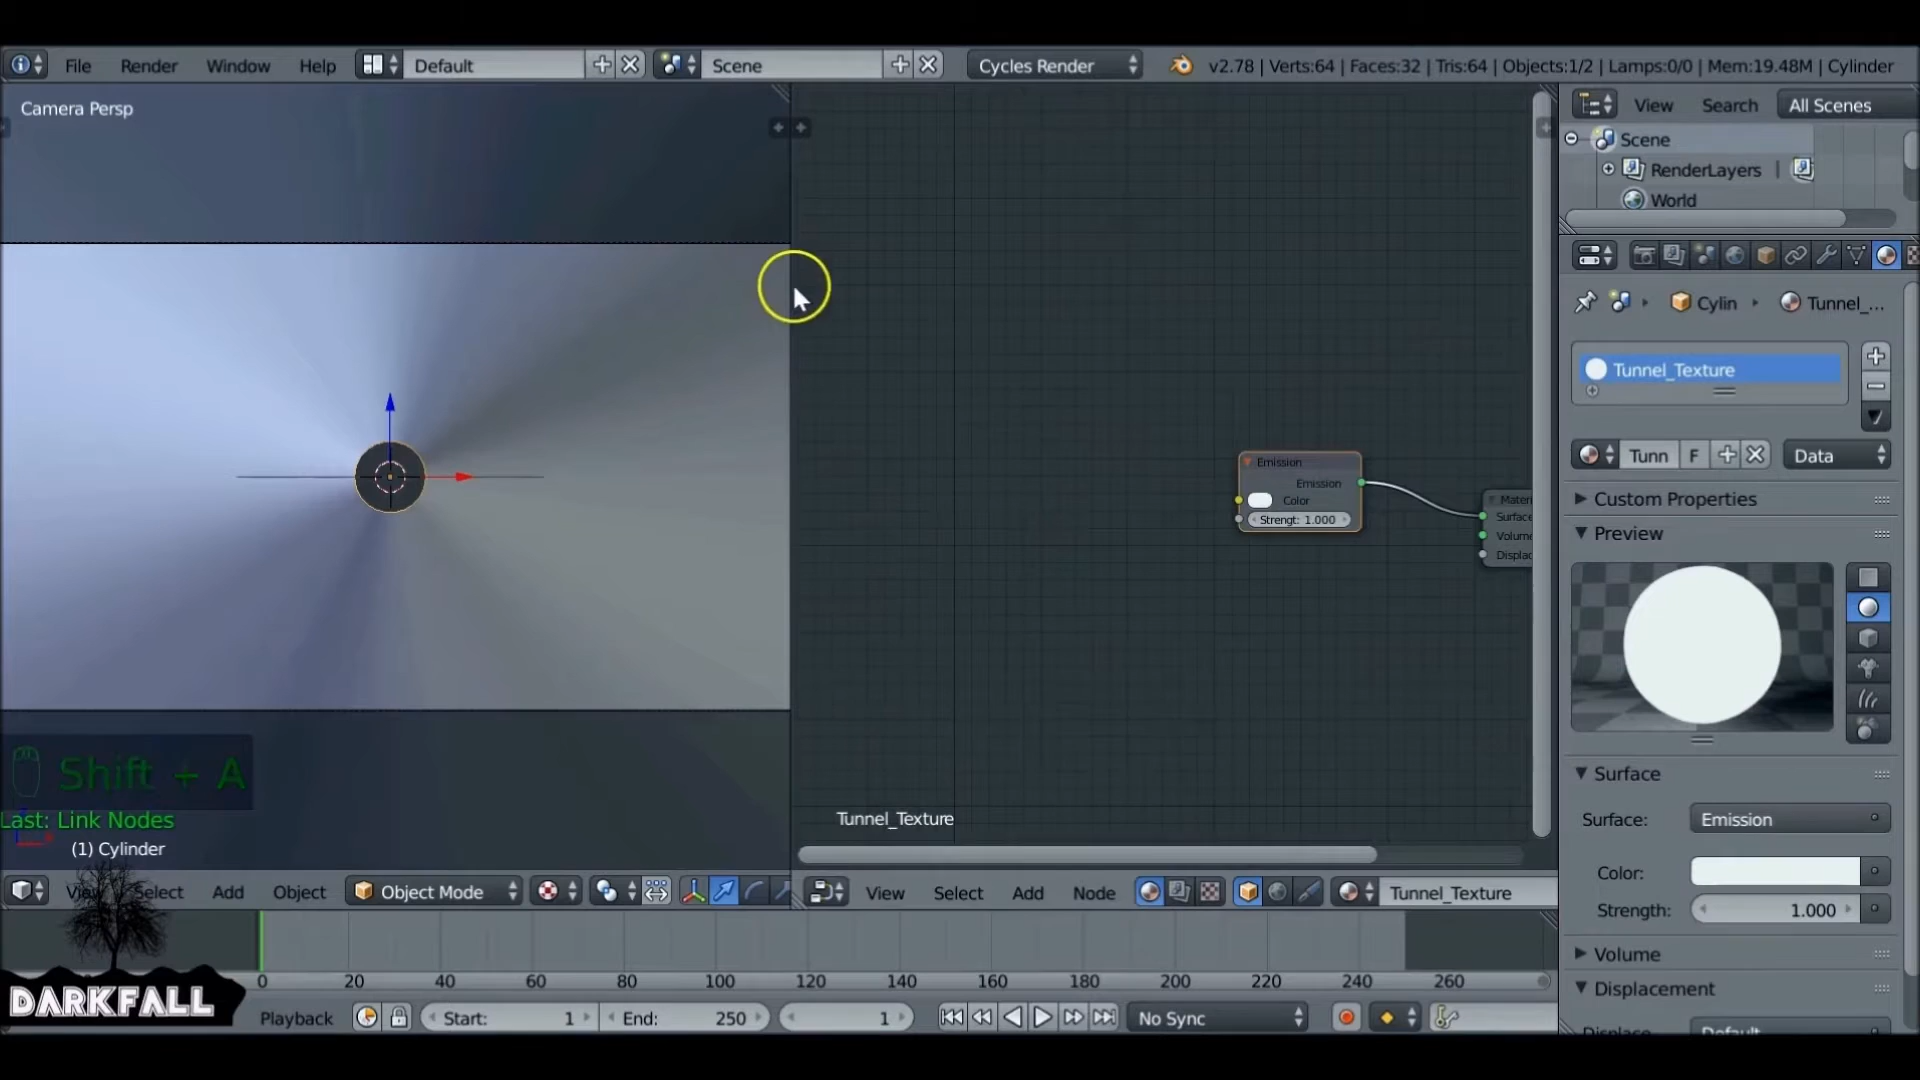 File Render Window Help Default Scene Cycles Render v2.78 | Verts:64 | Faces:32 | Tris:64 | Objects:1/2 | Lamps:0/0 | Mem:19.48M | Cylinder
Camera Persp
View Search All Scenes
Scene
RenderLayers |
World
Cylin Tunnel_...
Tunnel_Texture
Tunn F Data
Custom Properties
Preview
Emission
Emission
Color
Strengt: 1.000
Materi
Surface
Volume
Displac
Shift + A
Last: Link Nodes
(1) Cylinder
Tunnel_Texture
Surface
Surface: Emission
Color:
Strength: 1.000
Volume
Displacement
Displace Default
View Select Add Object Object Mode
View Select Add Node Tunnel_Texture
0 20 40 60 80 100 120 140 160 180 200 220 240 260
Playback Start: 1 End: 250 1 No Sync
DARKFALL